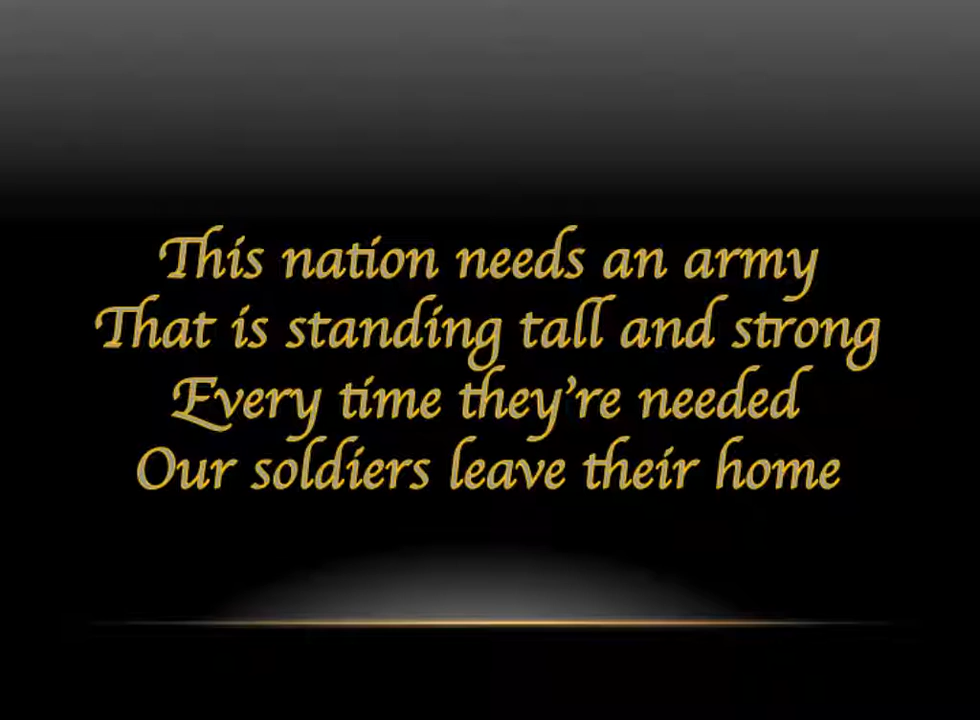 This nation needs an army
That is standing tall and strong
Every time they're needed
Our soldiers leave their home